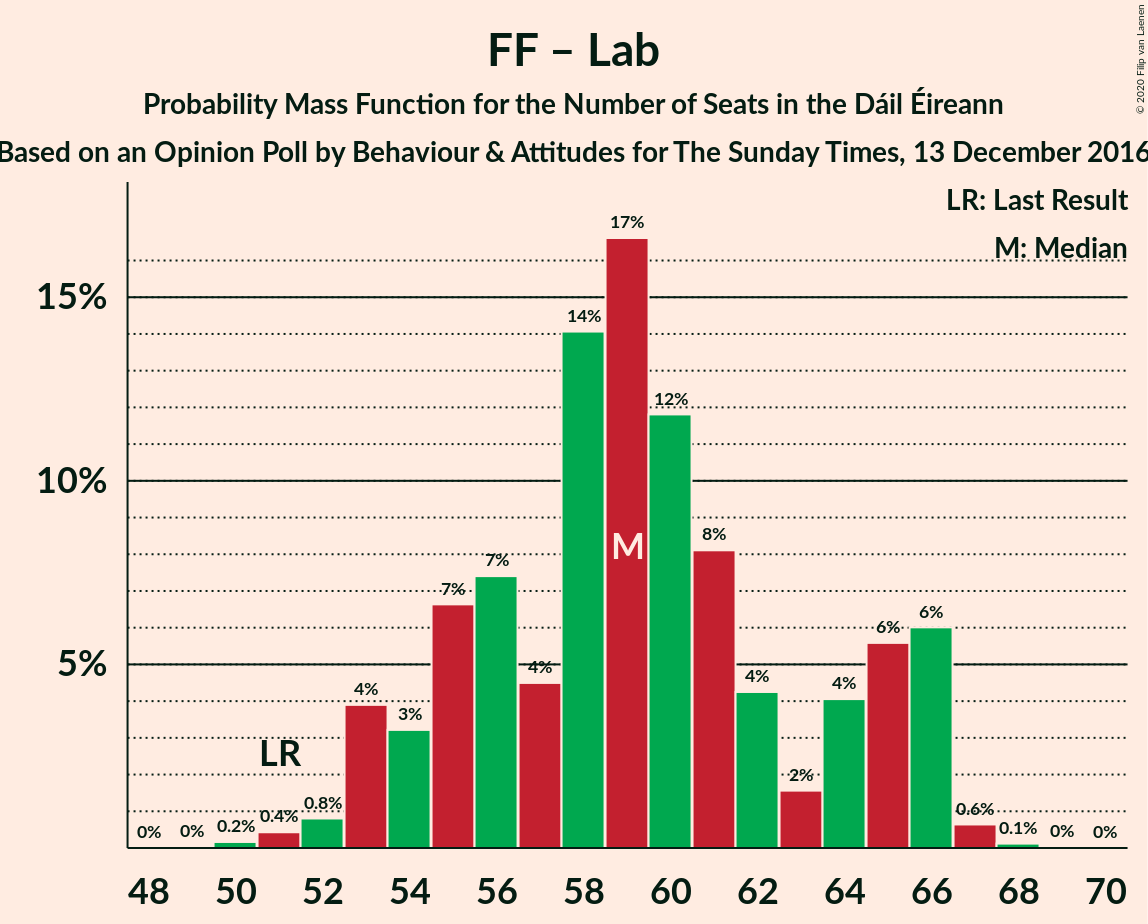 FF – Lab
Probability Mass Function for the Number of Seats in the Dáil Éireann
Based on an Opinion Poll by Behaviour & Attitudes for The Sunday Times, 13 December 2016
© 2020 Filip van Laenen
LR: Last Result
M: Median
17%
15%
14%
12%
10%
M
8%
7%
7%
6%
6%
5%
4%
4%
4%
4%
3%
LR
2%
0.8%
0.4%
0.2%
0%
0%
0.6%
0.1%
0%
0%
48 50 52 54 56 58 60 62 64 66 68 70